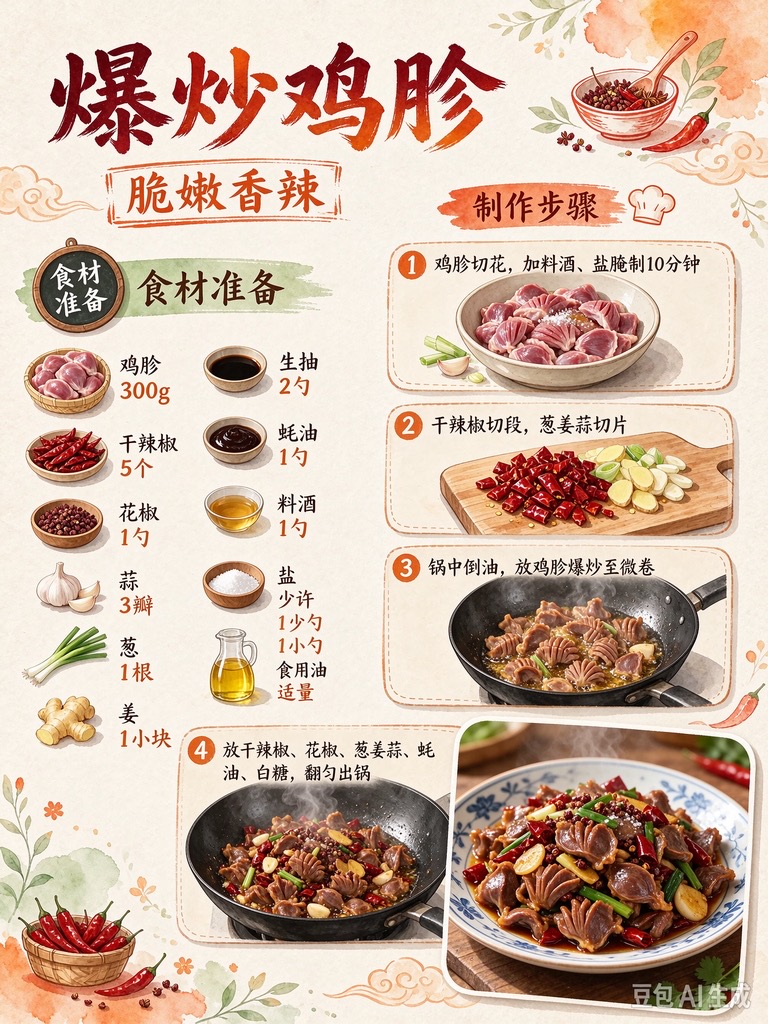 爆炒鸡胗
脆嫩香辣
食材
准备
食材准备
鸡胗
300g
干辣椒
5个
花椒
1勺
蒜
3瓣
葱
1根
姜
1小块
生抽
2勺
蚝油
1勺
料酒
1勺
盐
少许
1少勺
1小勺
食用油
适量
制作步骤
1 鸡胗切花，加料酒、盐腌制10分钟
2 干辣椒切段，葱姜蒜切片
3 锅中倒油，放鸡胗爆炒至微卷
4 放干辣椒、花椒、葱姜蒜、蚝
油、白糖，翻匀出锅
豆包AI生成